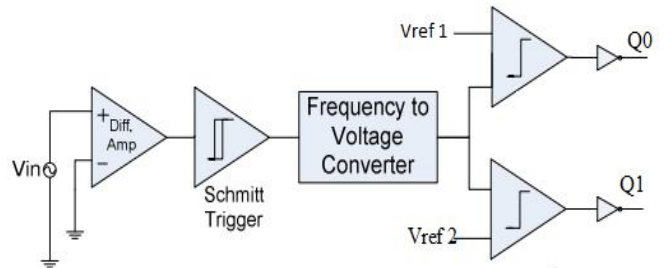 Vref 1
Q0
+
Diff.
Amp
−
Vin
Schmitt
Trigger
Frequency to
Voltage
Converter
Q1
Vref 2